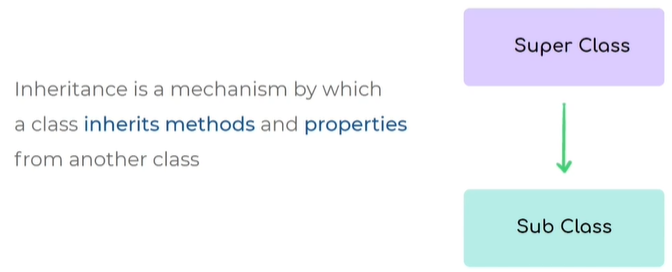 Inheritance is a mechanism by which
a class inherits methods and properties
from another class
Super Class
Sub Class